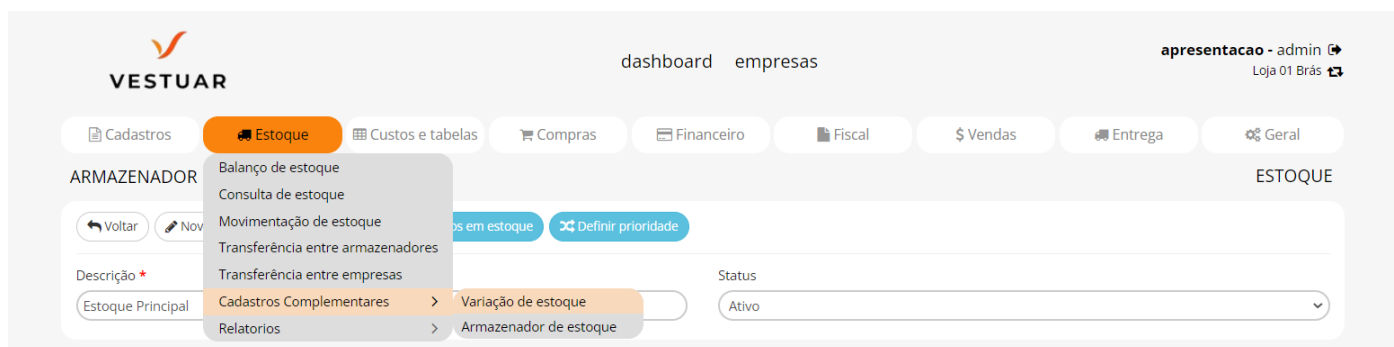 VESTUAR
dashboard empresas
apresentacao - admin
Loja 01 Brás
Cadastros Estoque Custos e tabelas Compras Financeiro Fiscal $ Vendas Entrega Geral
ARMAZENADOR
ESTOQUE
Balanço de estoque
Consulta de estoque
Movimentação de estoque
Transferência entre armazenadores
Transferência entre empresas
Cadastros Complementares >
Relatorios >
Variação de estoque
Armazenador de estoque
Voltar Nov os em estoque Definir prioridade
Descrição *
Estoque Principal
Status
Ativo